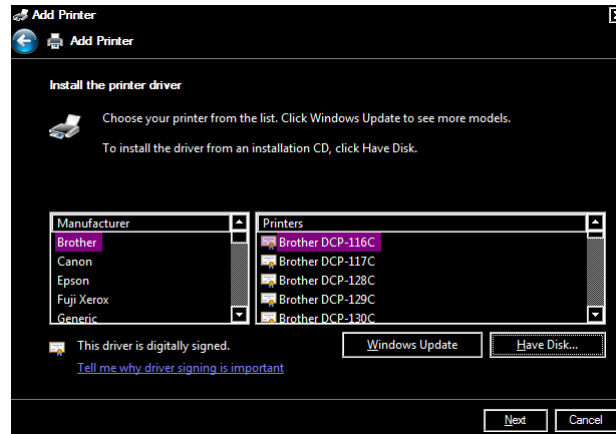 Add Printer
Add Printer
Install the printer driver
Choose your printer from the list. Click Windows Update to see more models.
To install the driver from an installation CD, click Have Disk.
Manufacturer
Brother
Canon
Epson
Fuji Xerox
Generic
Printers
Brother DCP-116C
Brother DCP-117C
Brother DCP-128C
Brother DCP-129C
Brother DCP-130C
This driver is digitally signed.
Tell me why driver signing is important
Windows Update
Have Disk...
Next
Cancel